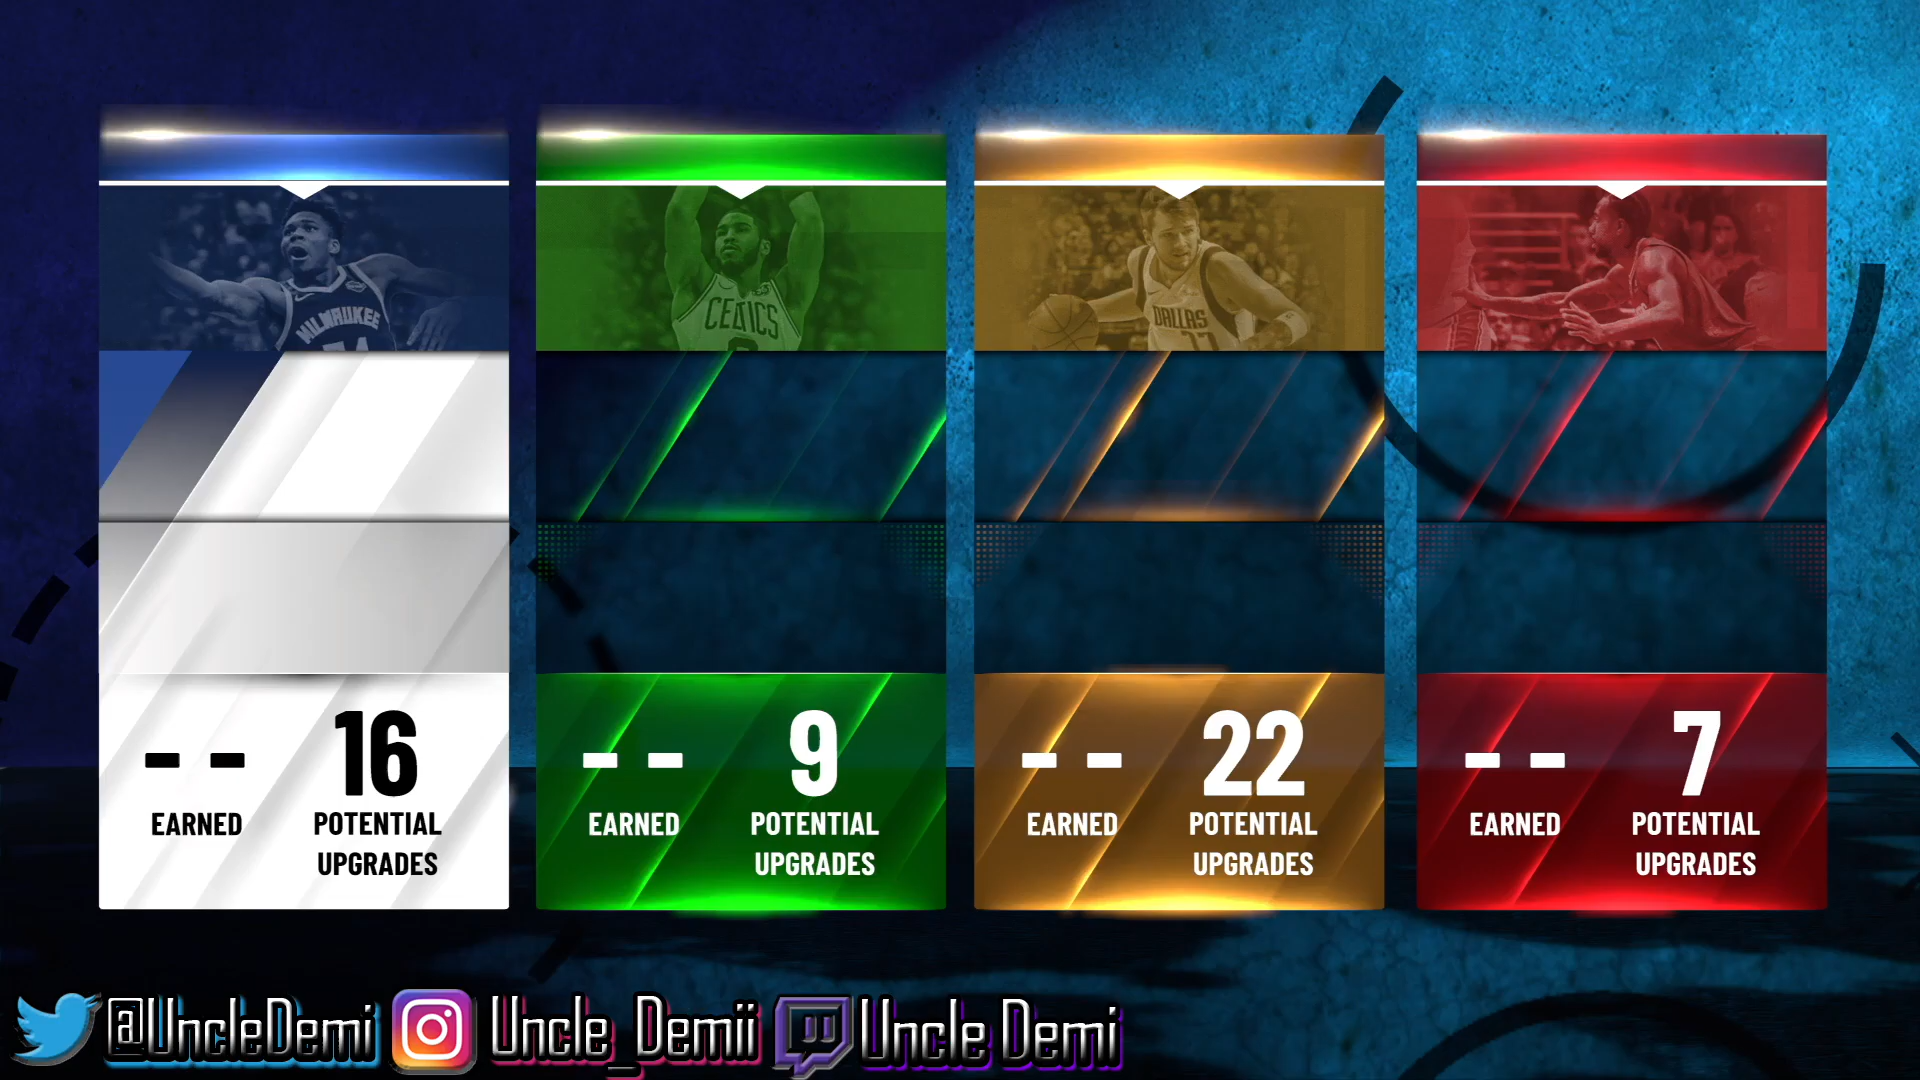 MILWAUKEE
CELTICS
DALLAS
- - 16
EARNED POTENTIAL
UPGRADES
- - 9
EARNED POTENTIAL
UPGRADES
- - 22
EARNED POTENTIAL
UPGRADES
- - 7
EARNED POTENTIAL
UPGRADES
@UncleDemi Uncle_Demii Uncle Demi